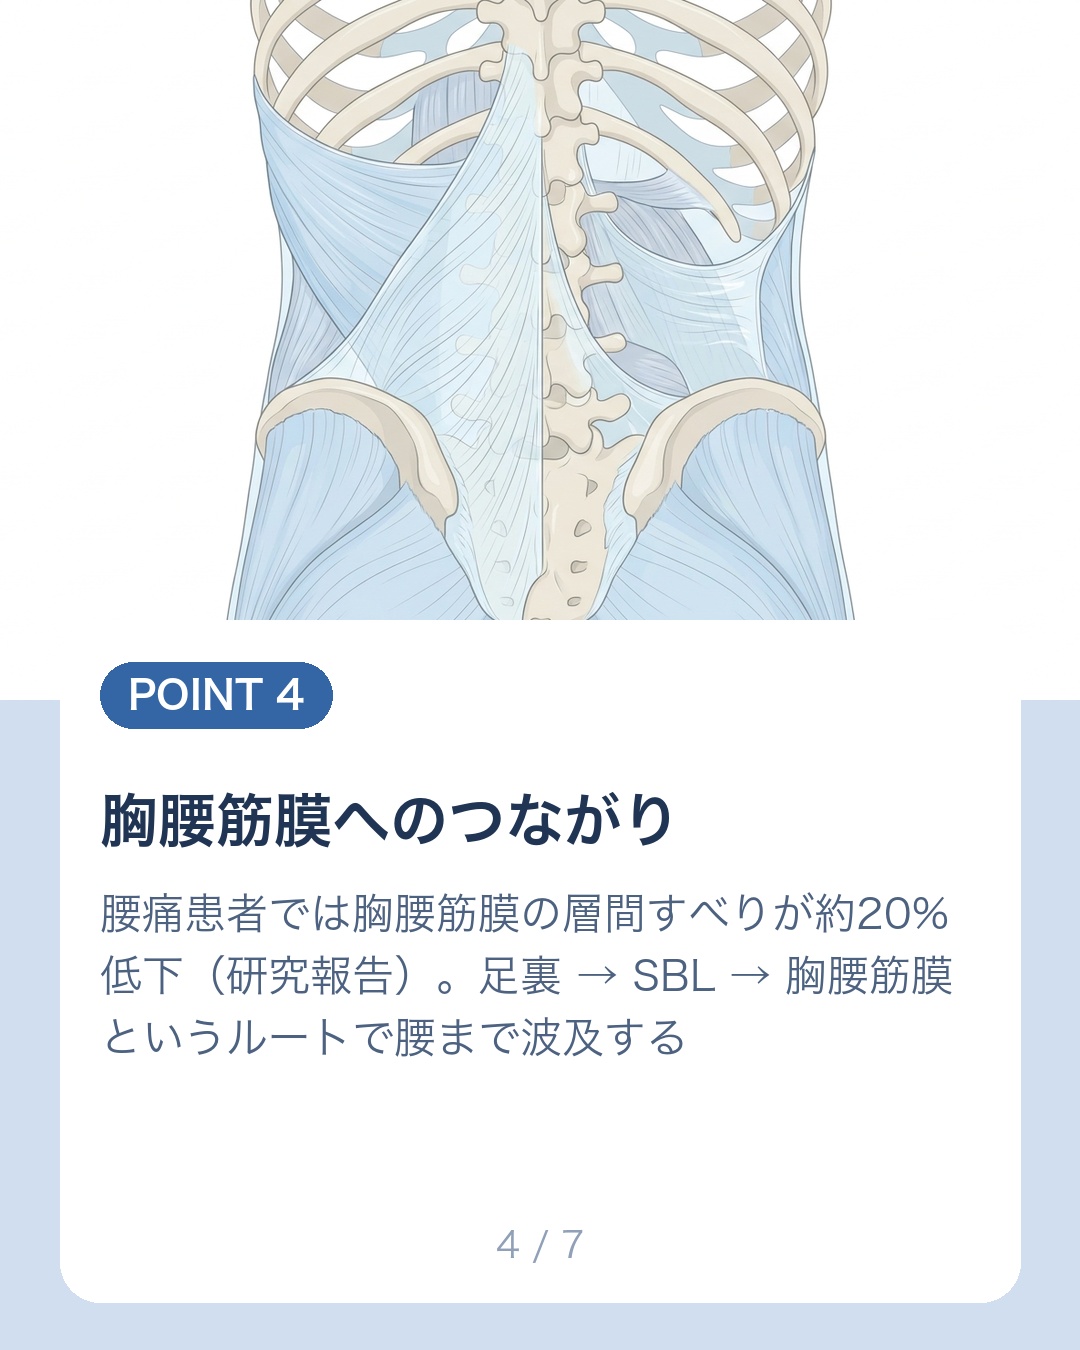 POINT 4
胸腰筋膜へのつながり
腰痛患者では胸腰筋膜の層間すべりが約20%
低下（研究報告）。足裏 → SBL → 胸腰筋膜
というルートで腰まで波及する
4 / 7